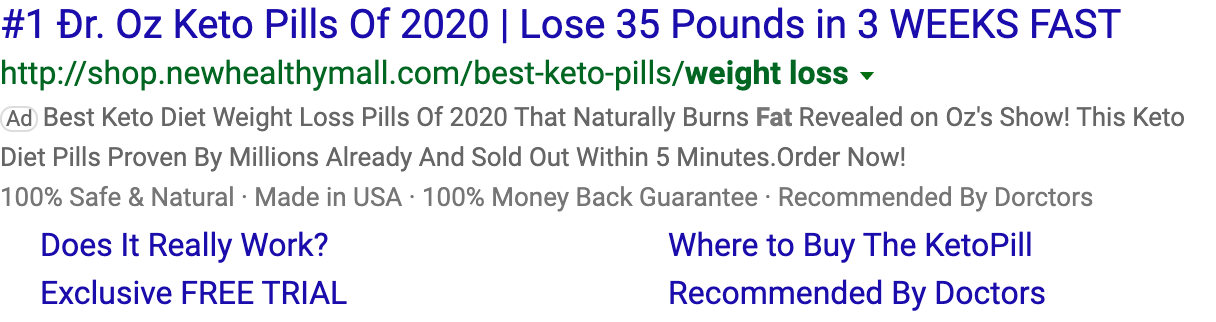 #1 Đr. Oz Keto Pills Of 2020 | Lose 35 Pounds in 3 WEEKS FAST
http://shop.newhealthymall.com/best-keto-pills/weight loss
Ad Best Keto Diet Weight Loss Pills Of 2020 That Naturally Burns Fat Revealed on Oz's Show! This Keto
Diet Pills Proven By Millions Already And Sold Out Within 5 Minutes.Order Now!
100% Safe & Natural · Made in USA · 100% Money Back Guarantee · Recommended By Dorctors
Does It Really Work?
Where to Buy The KetoPill
Exclusive FREE TRIAL
Recommended By Doctors